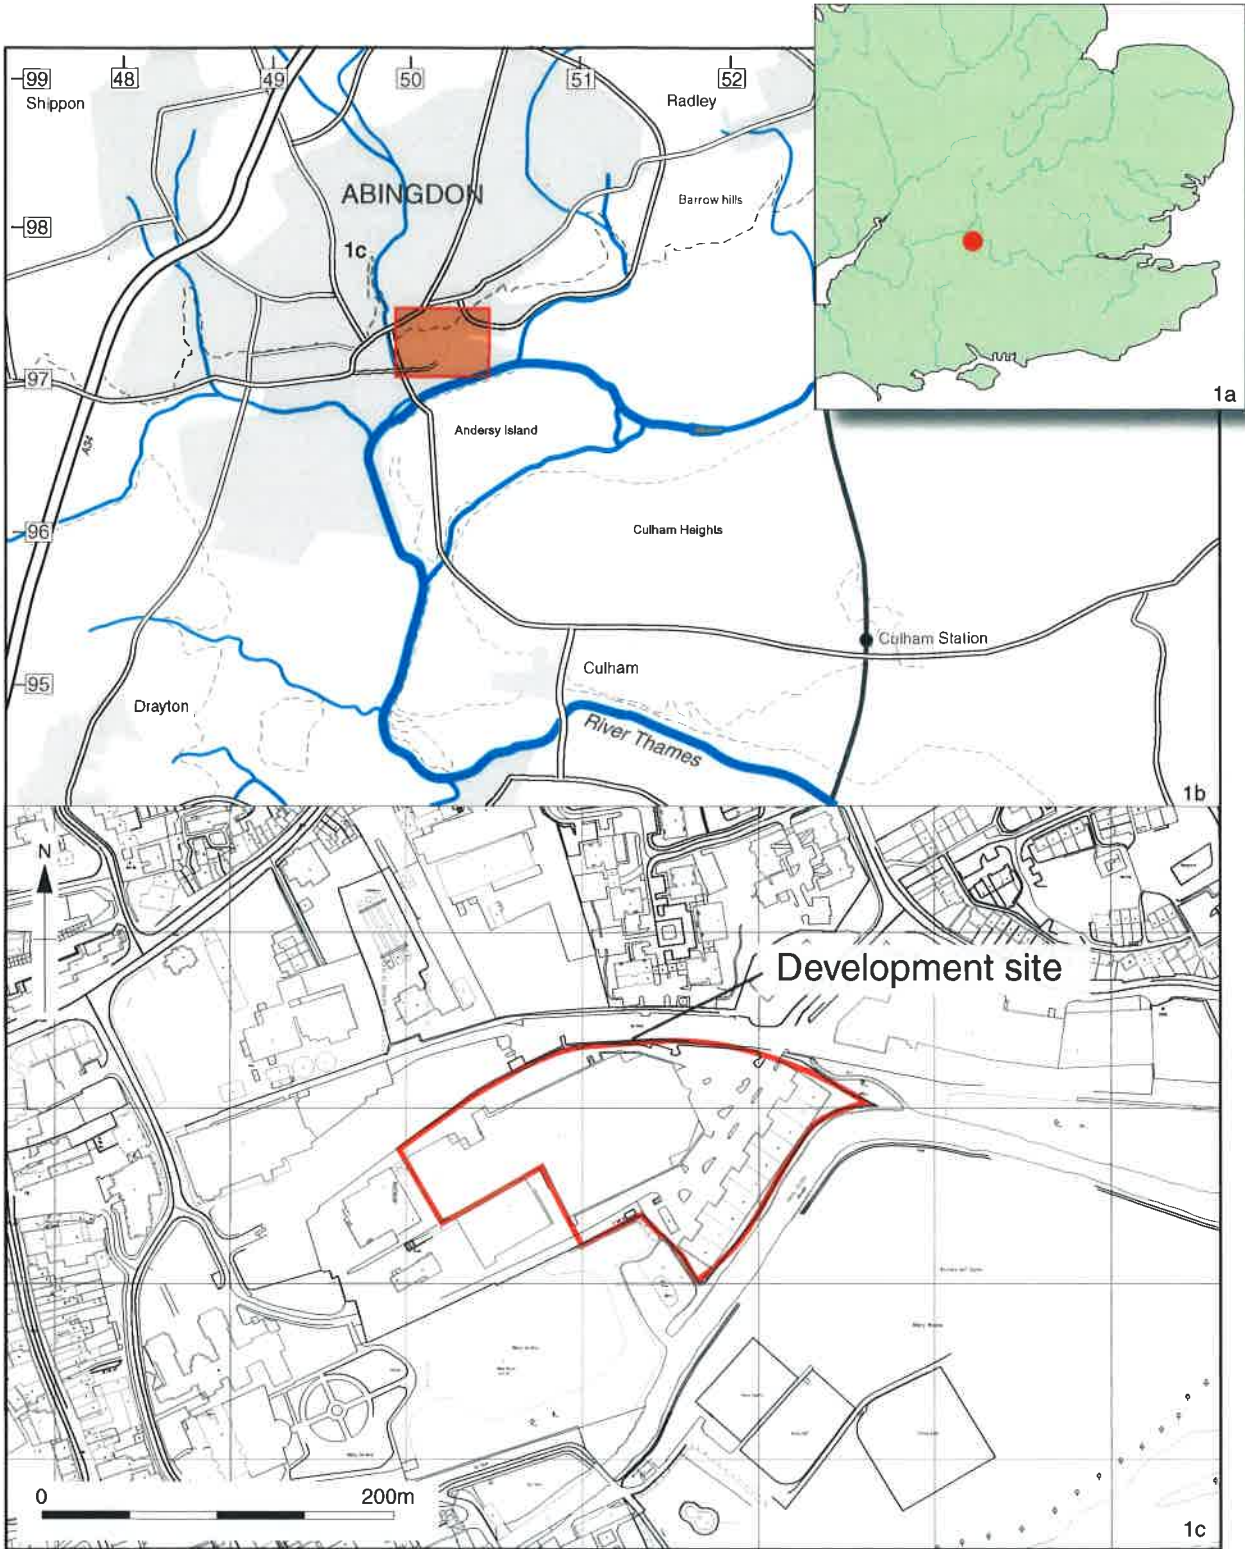 99
48
49
50
51
52
Shippon
Radley
ABINGDON
Barrow hills
98
1c
1a
97
A34
Andersy Island
96
Culham Heights
Culham Station
95
Culham
Drayton
River Thames
1b
N
Development site
0
200m
1c